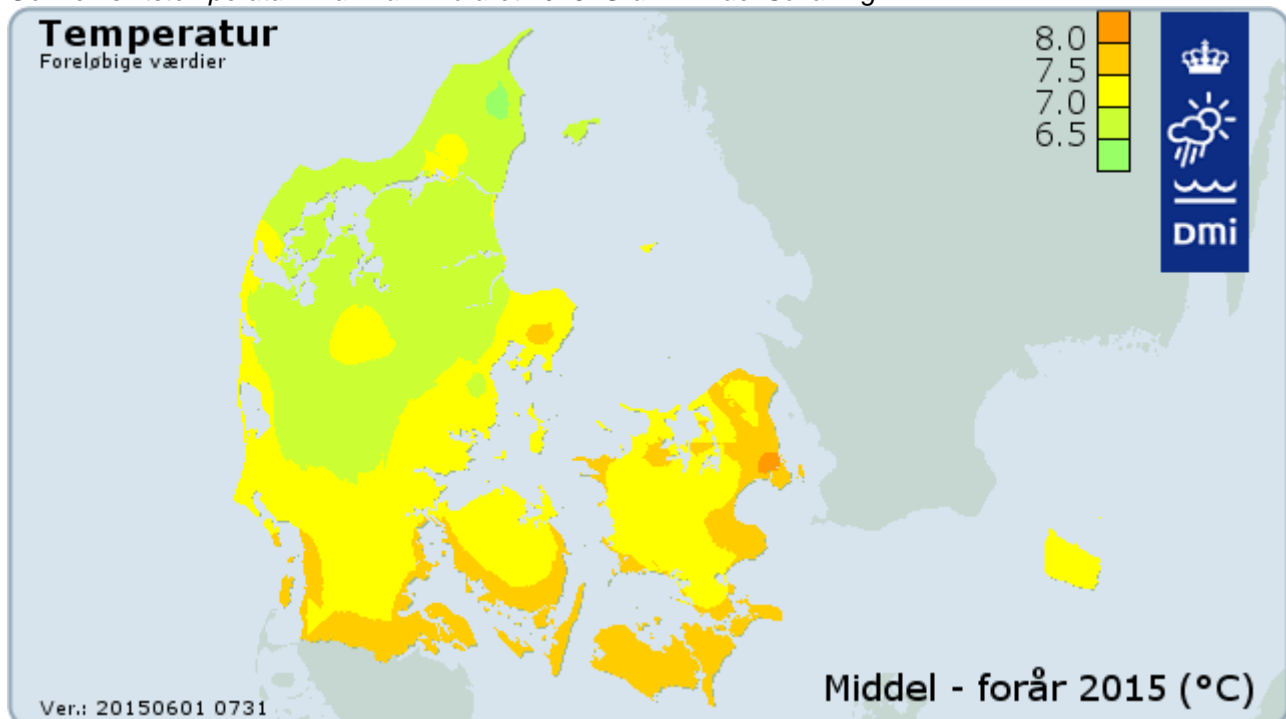 Temperatur
Foreløbige værdier
8.0
7.5
7.0
6.5
DMi
Middel - forår 2015 (°C)
Ver.: 20150601 0731